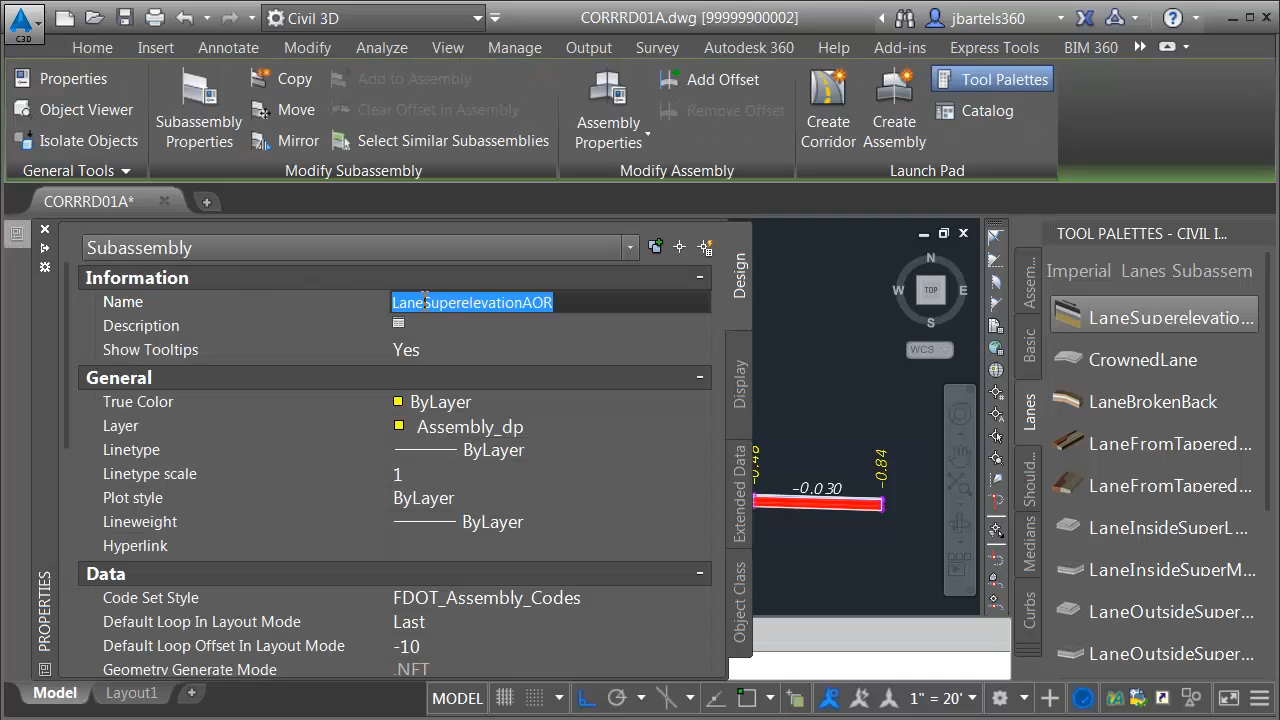 Civil 3D
CORRRD01A.dwg [99999900002]
jbartels360
C3D
Home Insert Annotate Modify Analyze View Manage Output Survey Autodesk 360 Help Add-ins Express Tools BIM 360
Properties
Object Viewer
Isolate Objects
General Tools
Subassembly
Properties
Copy
Move
Mirror
Add to Assembly
Clear Offset in Assembly
Select Similar Subassemblies
Modify Subassembly
Assembly
Properties
Add Offset
Remove Offset
Modify Assembly
Create
Corridor
Create
Assembly
Tool Palettes
Catalog
Launch Pad
CORRRD01A*
Subassembly
Information
Name LaneSuperelevationAOR
Description
Show Tooltips Yes
General
True Color ByLayer
Layer Assembly_dp
Linetype ByLayer
Linetype scale 1
Plot style ByLayer
Lineweight ByLayer
Hyperlink
Data
Code Set Style FDOT_Assembly_Codes
Default Loop In Layout Mode Last
Default Loop Offset In Layout Mode -10
Geometry Generate Mode .NET
PROPERTIES
Design
Display
Extended Data
Object Class
N
W TOP E
S
WCS
-0.030
-0.84
TOOL PALETTES - CIVIL I...
Imperial Lanes Subassem
LaneSuperelevatio...
CrownedLane
LaneBrokenBack
LaneFromTapered...
LaneFromTapered...
LaneInsideSuperL...
LaneInsideSuperM...
LaneOutsideSuper...
LaneOutsideSuper...
Assem...
Basic
Lanes
Should...
Medians
Curbs
Model Layout1
MODEL
1" = 20'